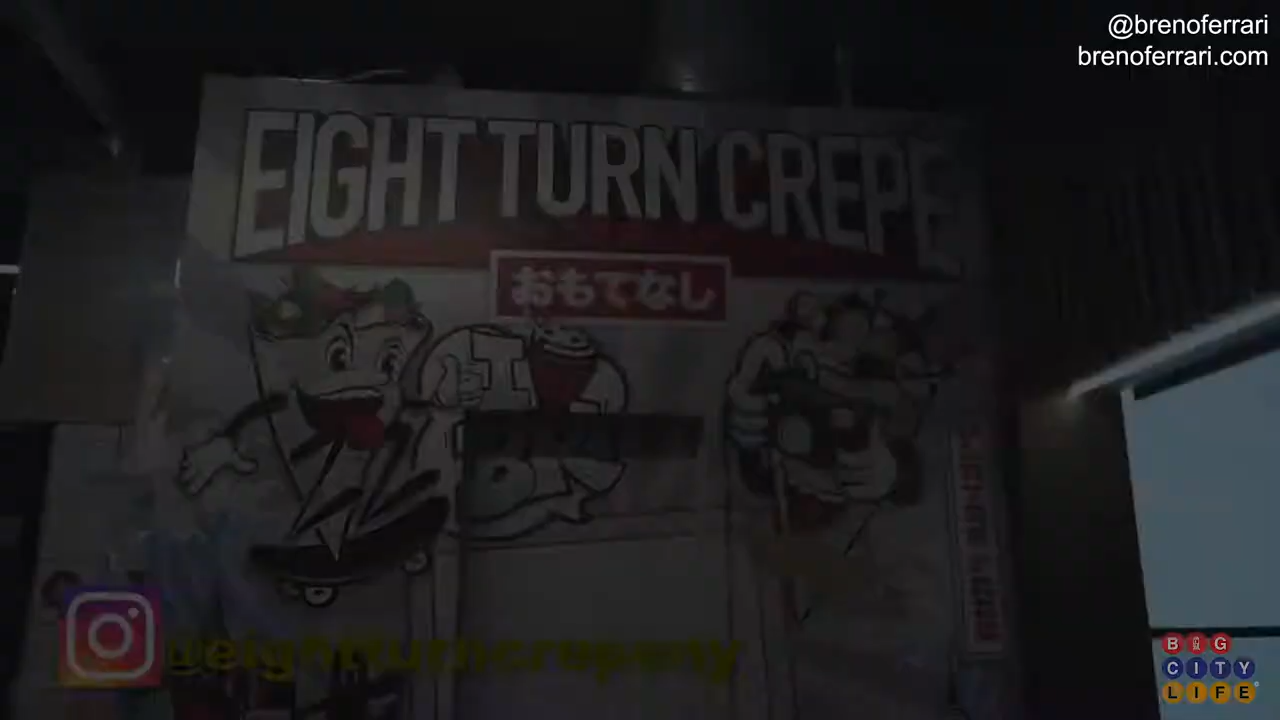 @brenoferrari
brenoferrari.com
EIGHT TURN CREPE
おもてなし
I
@eightturncrepeny
BIG
CITY
LIFE